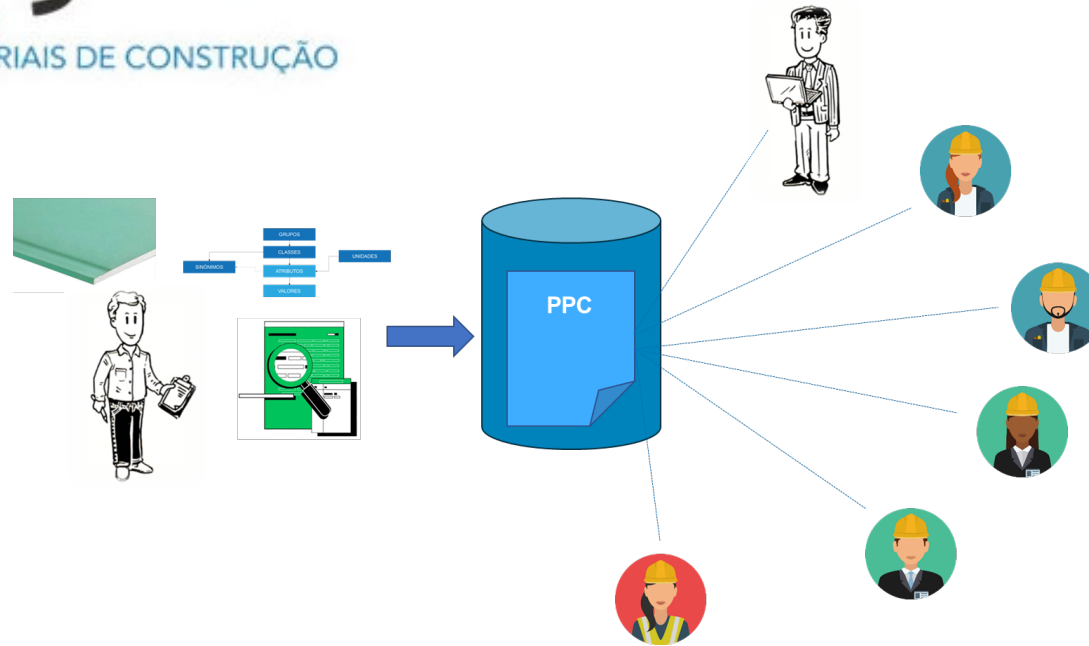 RIAIS DE CONSTRUÇÃO
GRUPOS
CLASSES
UNIDADES
SINÔNIMOS
ATRIBUTOS
VALORES
PPC